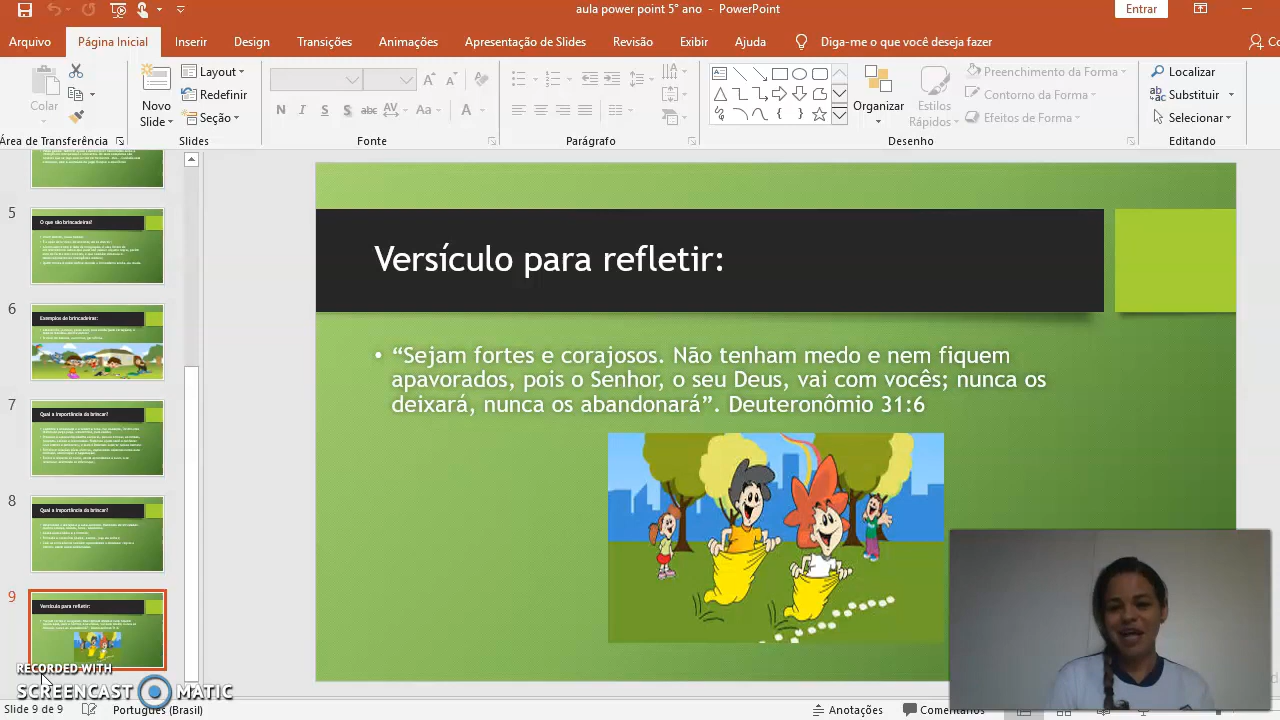 aula power point 5° ano - PowerPoint
Entrar
Arquivo
Página Inicial
Inserir
Design
Transições
Animações
Apresentação de Slides
Revisão
Exibir
Ajuda
Diga-me o que você deseja fazer
Co
Colar
Novo
Slide
Layout
Redefinir
Seção
N I S S abc AV Aa A
Organizar
Estilos
Rápidos
Preenchimento da Forma
Contorno da Forma
Efeitos de Forma
Localizar
Substituir
Selecionar
Área de Transferência
Slides
Fonte
Parágrafo
Desenho
Editando
5
O que são brincadeiras?
6
Exemplos de brincadeiras:
7
Qual a importância do brincar?
8
Qual a importância do brincar?
9
Versículo para refletir:
Versículo para refletir:
• “Sejam fortes e corajosos. Não tenham medo e nem fiquem
apavorados, pois o Senhor, o seu Deus, vai com vocês; nunca os
deixará, nunca os abandonará”. Deuteronômio 31:6
RECORDED WITH
SCREENCAST MATIC
Slide 9 de 9
Português (Brasil)
Anotações
Comentários